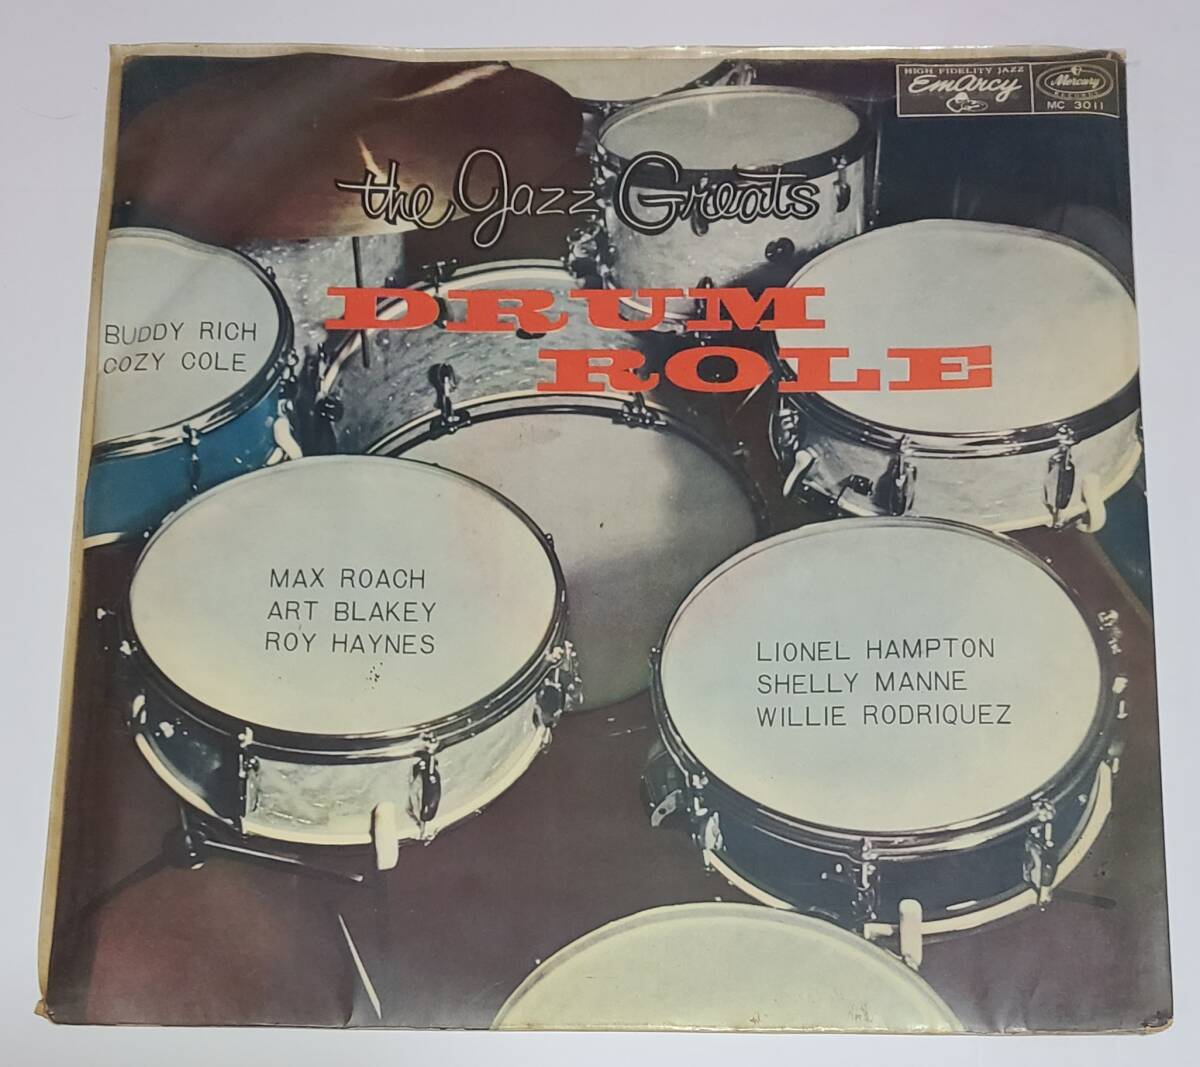 HIGH FIDELITY JAZZ
EmArcy
Mercury
RECORDS
MC 3011
the Jazz Greats
DRUM
ROLE
BUDDY RICH
COZY COLE
MAX ROACH
ART BLAKEY
ROY HAYNES
LIONEL HAMPTON
SHELLY MANNE
WILLIE RODRIQUEZ